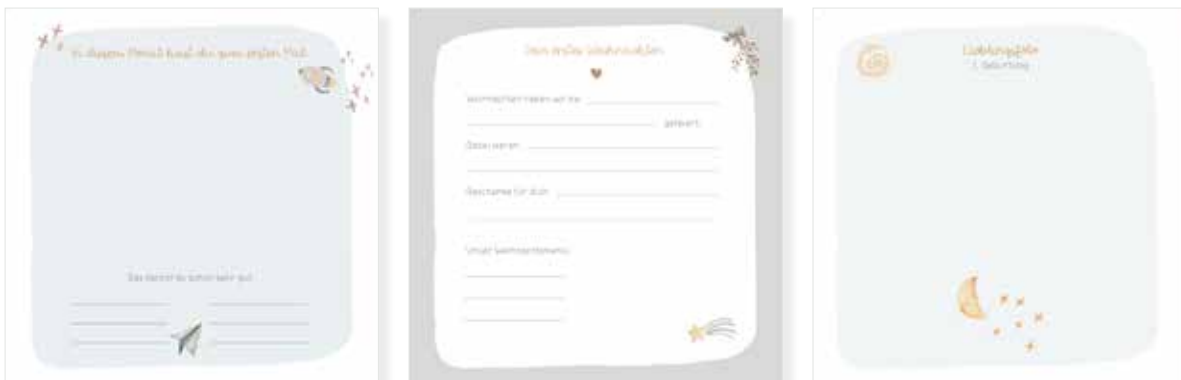 In diesem Monat hast du zum ersten Mal
Das kannst du schon sehr gut:
Dein erstes Weihnachten
Weihnachten haben wir bei
gefeiert.
Dabei waren
Geschenke für dich
Unser Weihnachtsmenü
Lieblingsfoto
1. Geburtstag